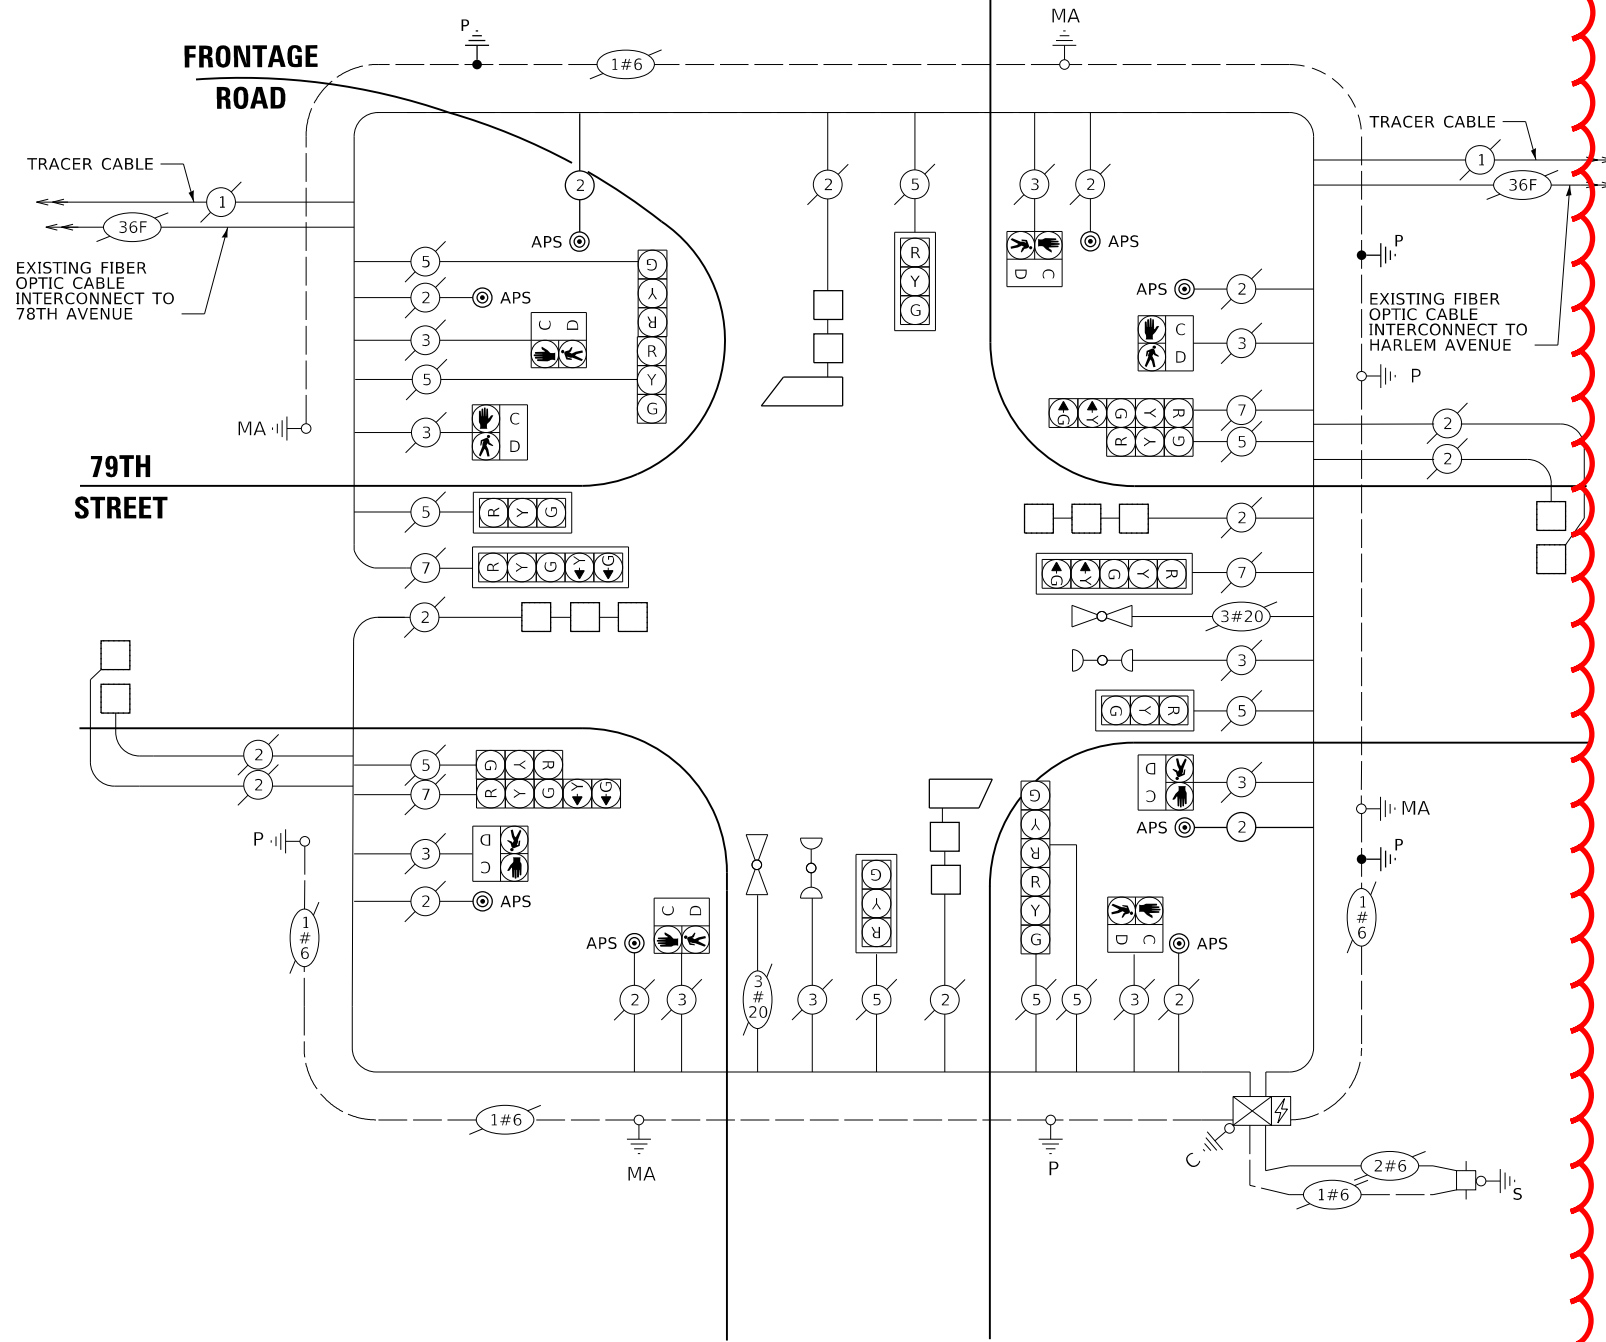 P
MA
FRONTAGE
ROAD
1#6
TRACER CABLE
1
36F
EXISTING FIBER
OPTIC CABLE
INTERCONNECT TO
78TH AVENUE
2
APS
2
5
R
Y
G
3
2
C
D
APS
TRACER CABLE
1
36F
P
EXISTING FIBER
OPTIC CABLE
INTERCONNECT TO
HARLEM AVENUE
P
5
2
APS
3
C
D
5
G
Y
R
R
Y
G
3
C
D
MA
APS
2
C
D
3
G
Y
G
Y
R
7
R
Y
G
5
2
2
79TH
STREET
5
R
Y
G
7
R
Y
G
Y
G
2
2
G
Y
G
Y
R
7
3#20
3
G
Y
R
5
2
2
5
G
Y
R
7
R
Y
G
Y
G
P
3
D
C
2
APS
1
#
6
C
D
APS
2
3
3
#
20
3
G
Y
R
5
2
G
Y
R
R
Y
G
5
5
D
C
3
APS
2
D
C
3
APS
2
MA
P
1
#
6
1#6
MA
P
C
2#6
1#6
S